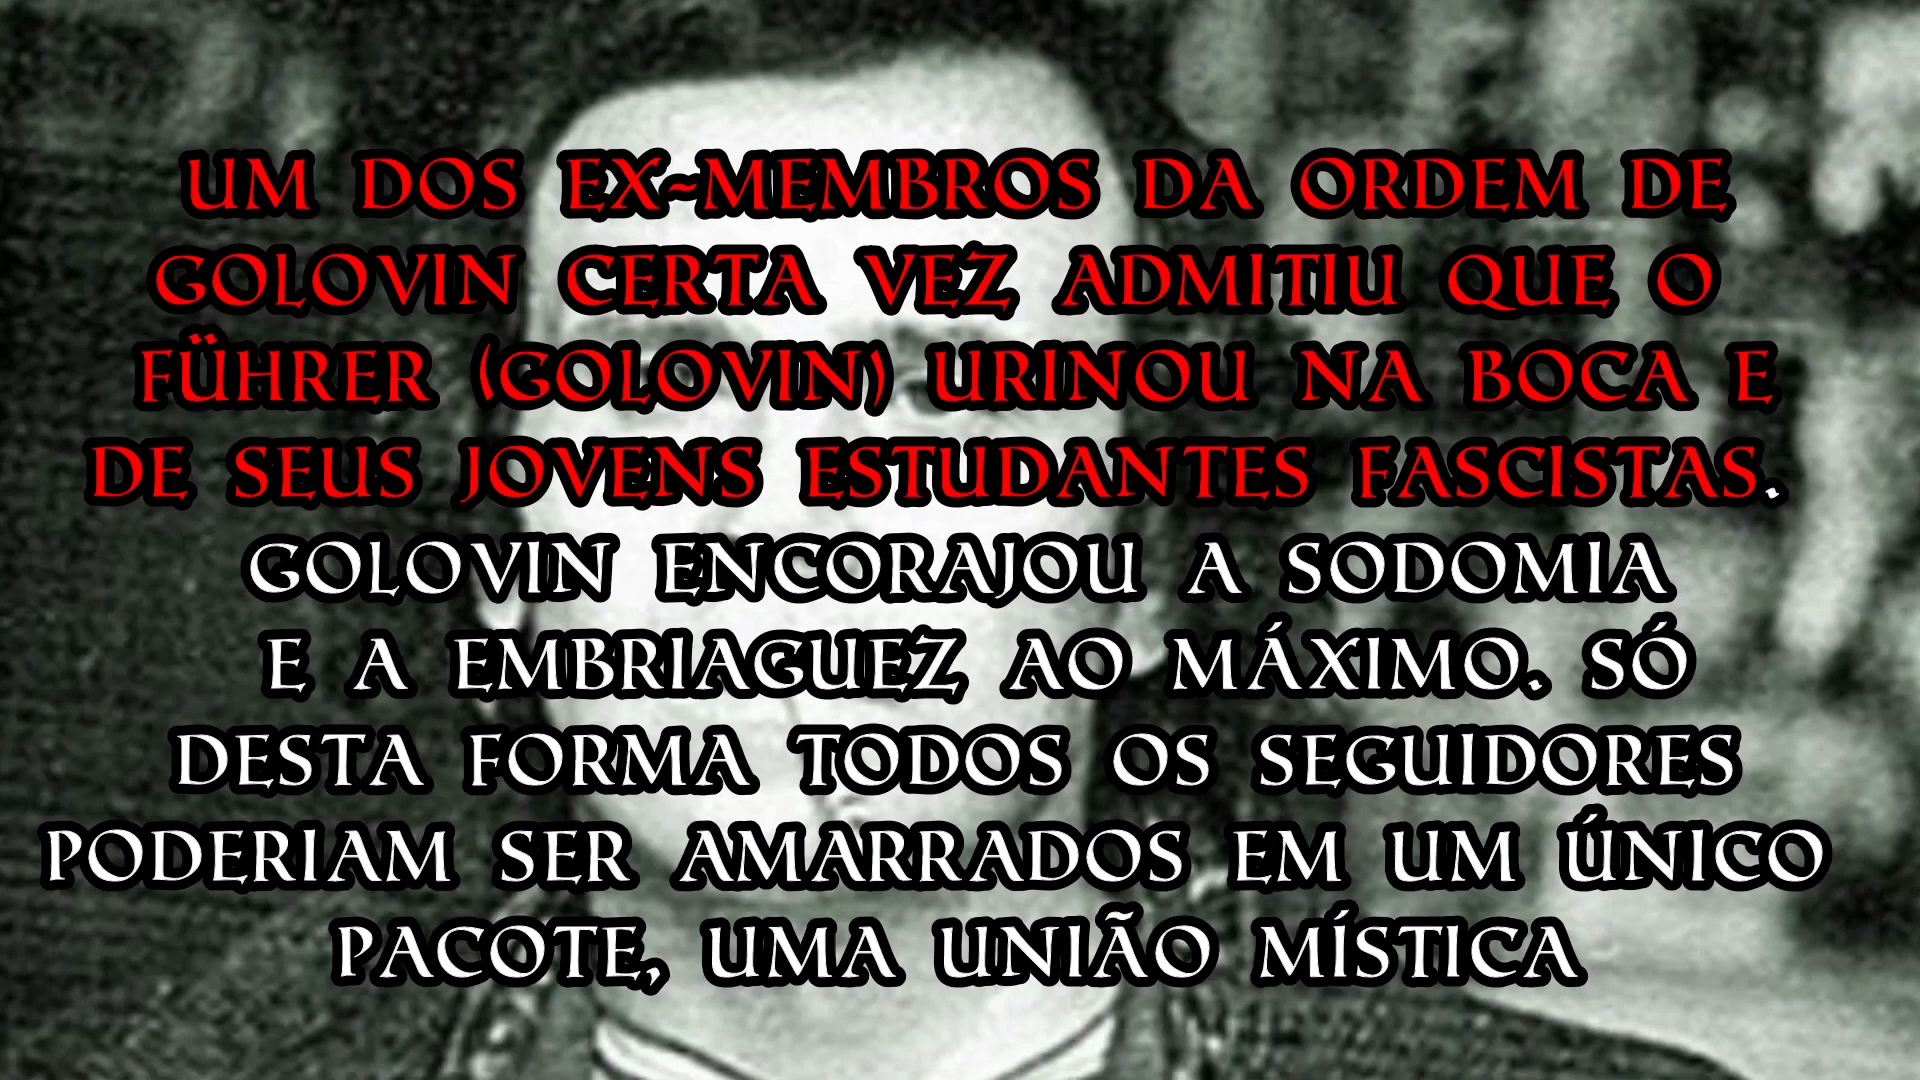 UM DOS EX-MEMBROS DA ORDEM DE
GOLOVIN CERTA VEZ ADMITIU QUE O
FÜHRER (GOLOVIN) URINOU NA BOCA E
DE SEUS JOVENS ESTUDANTES FASCISTAS.
GOLOVIN ENCORAJOU A SODOMIA
E A EMBRIAGUEZ AO MÁXIMO. SÓ
DESTA FORMA TODOS OS SEGUIDORES
PODERIAM SER AMARRADOS EM UM ÚNICO
PACOTE, UMA UNIÃO MÍSTICA